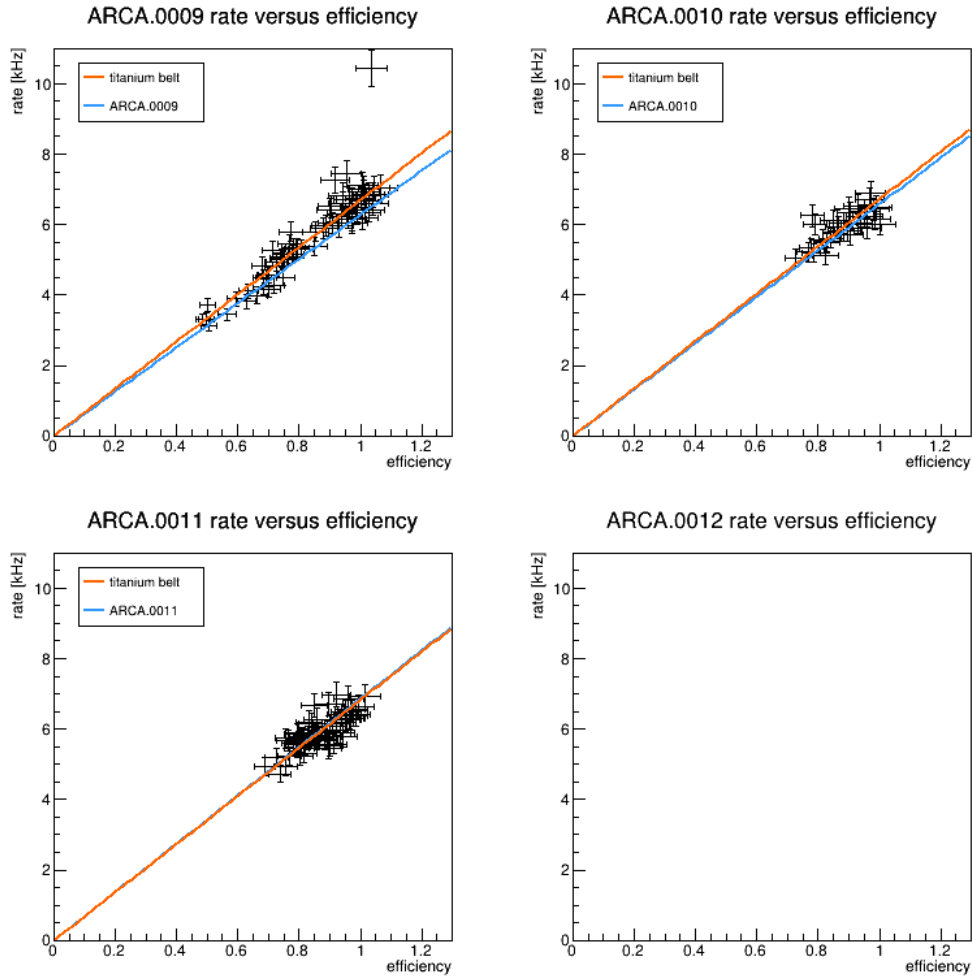 ARCA.0009 rate versus efficiency
rate [kHz]
titanium belt
ARCA.0009
10
8
6
4
2
0
0 0.2 0.4 0.6 0.8 1 1.2
efficiency
ARCA.0010 rate versus efficiency
rate [kHz]
titanium belt
ARCA.0010
10
8
6
4
2
0
0 0.2 0.4 0.6 0.8 1 1.2
efficiency
ARCA.0011 rate versus efficiency
rate [kHz]
titanium belt
ARCA.0011
10
8
6
4
2
0
0 0.2 0.4 0.6 0.8 1 1.2
efficiency
ARCA.0012 rate versus efficiency
rate [kHz]
10
8
6
4
2
0
0 0.2 0.4 0.6 0.8 1 1.2
efficiency